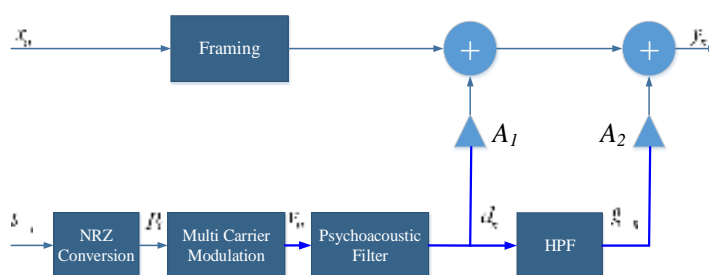 Framing
A1
A2
NRZ
Conversion
Multi Carrier
Modulation
Psychoacoustic
Filter
HPF
+
+